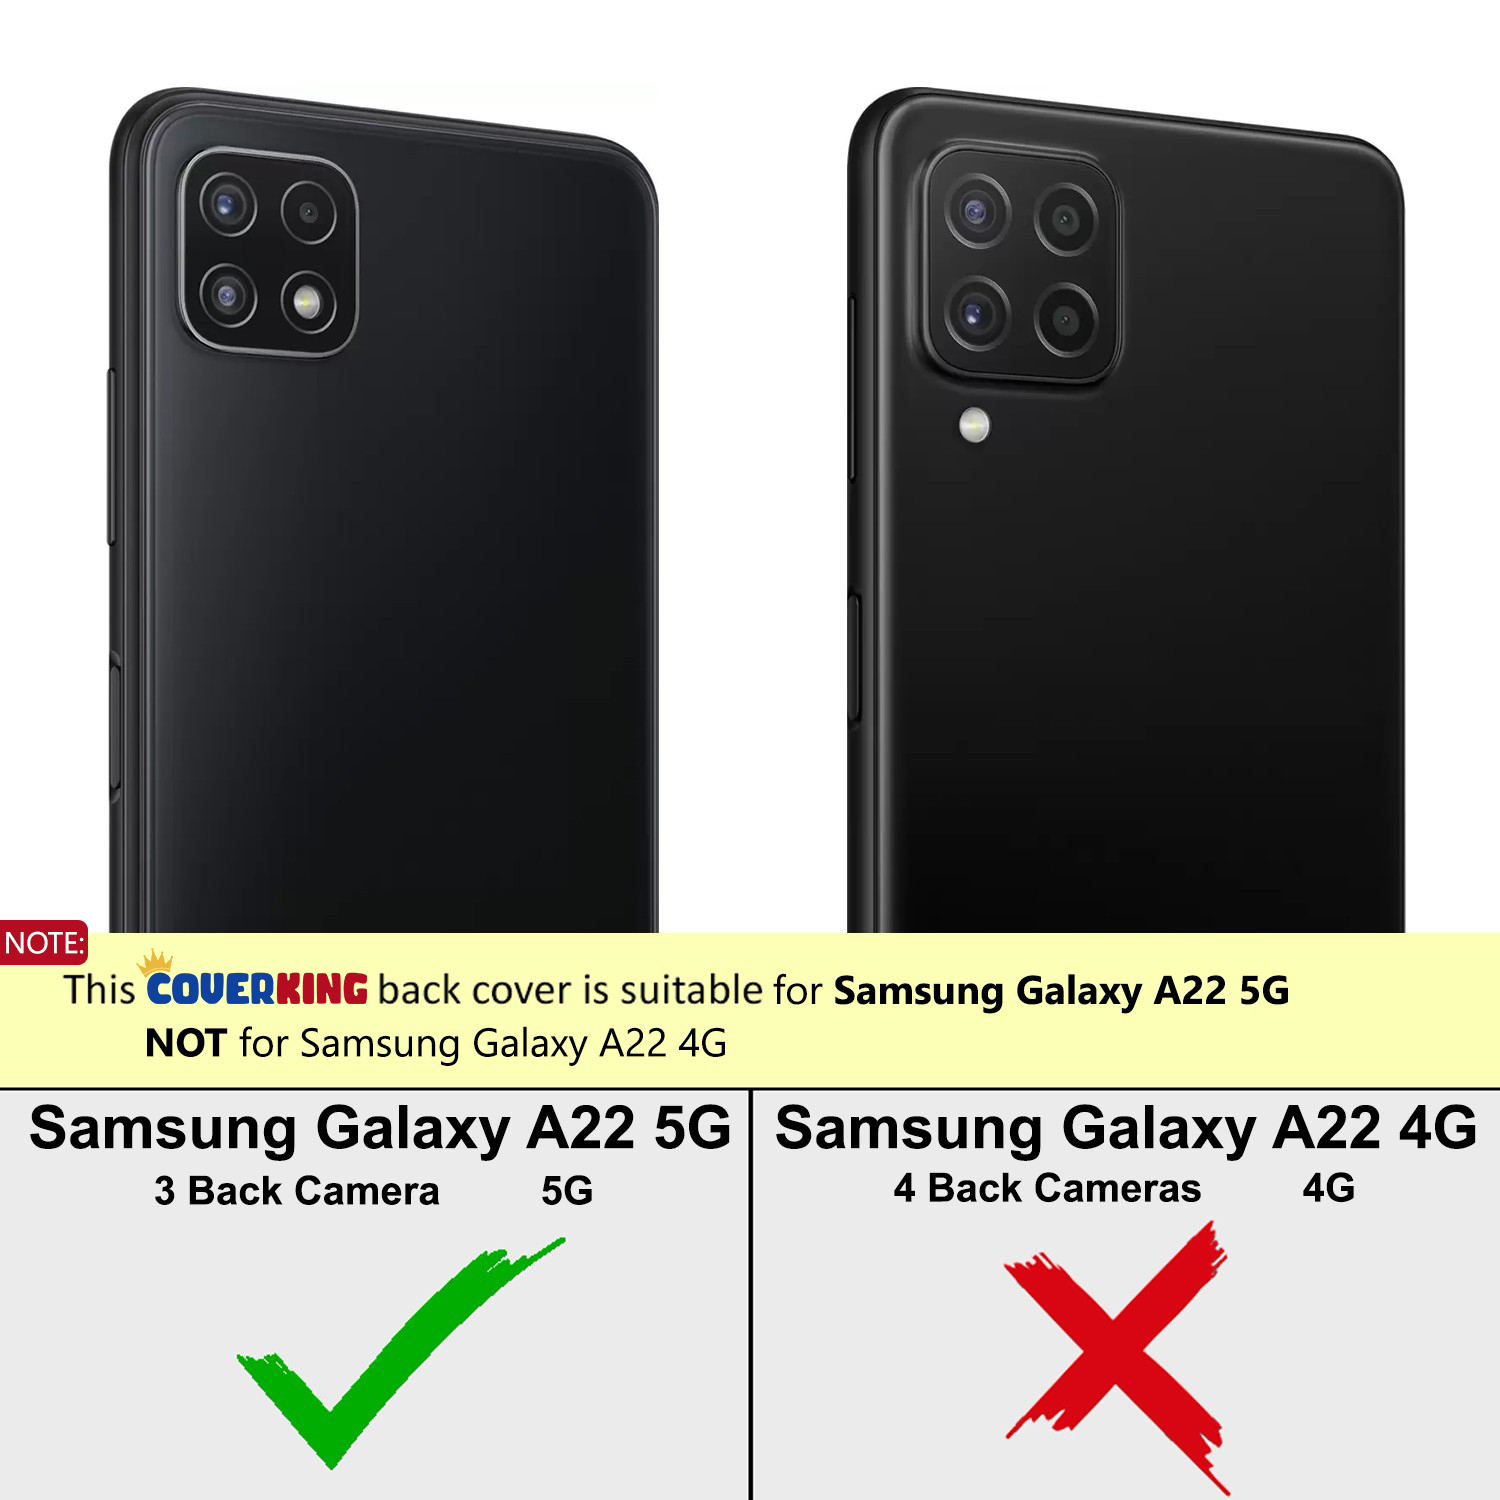 NOTE:
This COVERKING back cover is suitable for Samsung Galaxy A22 5G
NOT for Samsung Galaxy A22 4G
Samsung Galaxy A22 5G
3 Back Camera 5G
Samsung Galaxy A22 4G
4 Back Cameras 4G